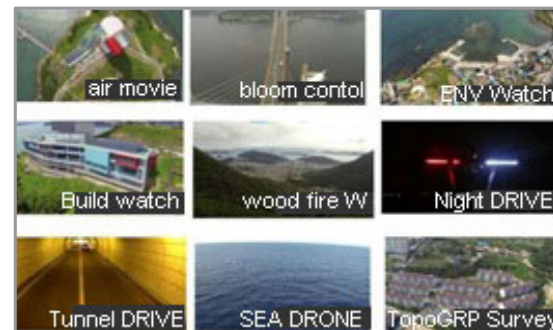 air movie
bloom contol
ENV Watch
Build watch
wood fire W
Night DRIVE
Tunnel DRIVE
SEA DRONE
TopoGRP Survey